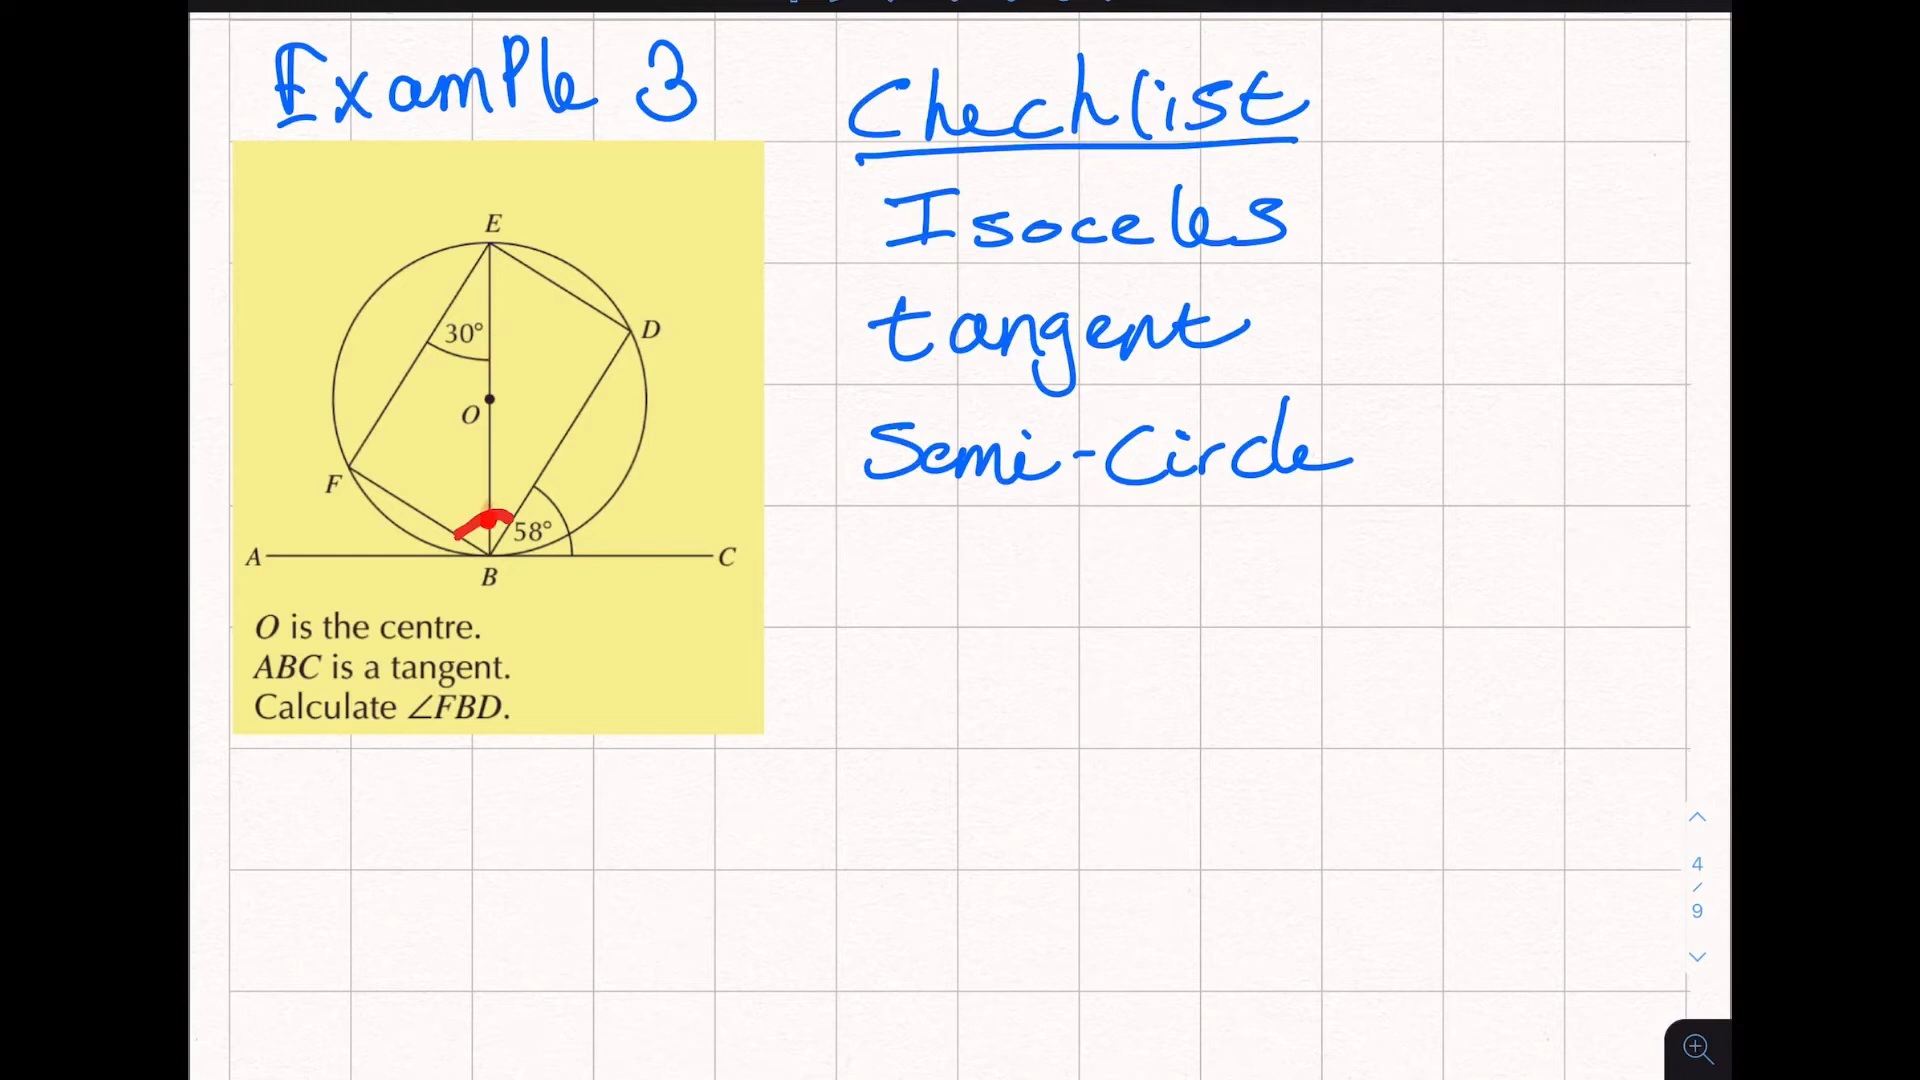 Example 3
Checklist
Isoceles
tangent
Semi-Circle
E
30°
D
O
F
58°
A
C
B
O is the centre.
ABC is a tangent.
Calculate ∠FBD.
4
/
9